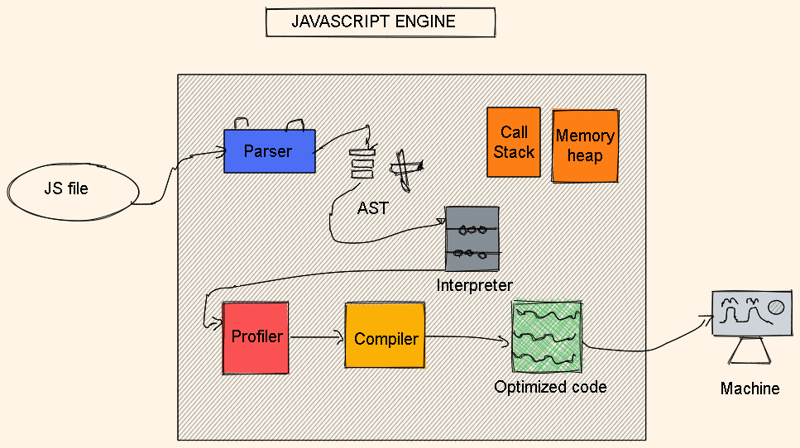 JAVASCRIPT ENGINE
Call
Stack
Memory
heap
Parser
JS file
AST
Interpreter
Profiler
Compiler
Optimized code
Machine